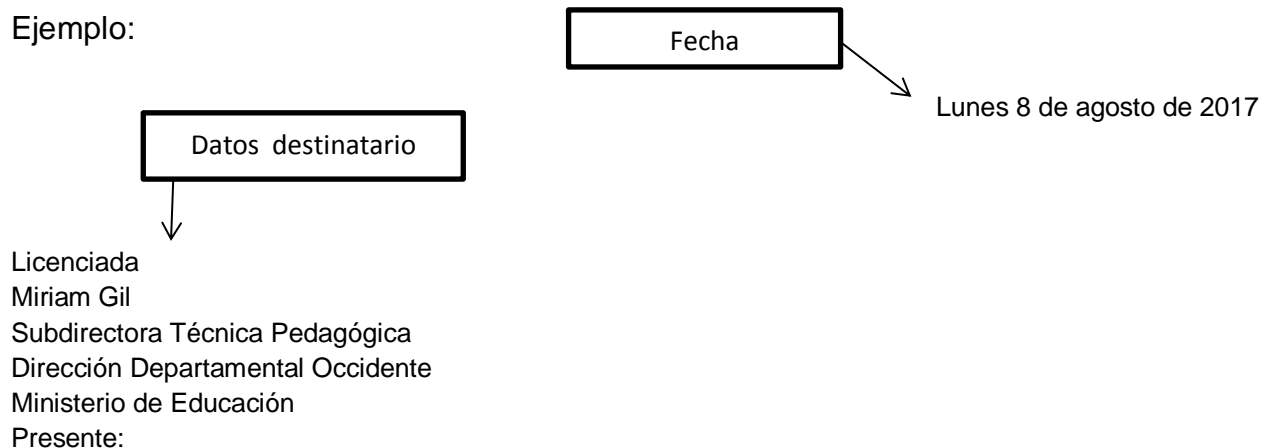 Ejemplo:
Fecha
Lunes 8 de agosto de 2017
Datos destinatario
Licenciada
Miriam Gil
Subdirectora Técnica Pedagógica
Dirección Departamental Occidente
Ministerio de Educación
Presente: